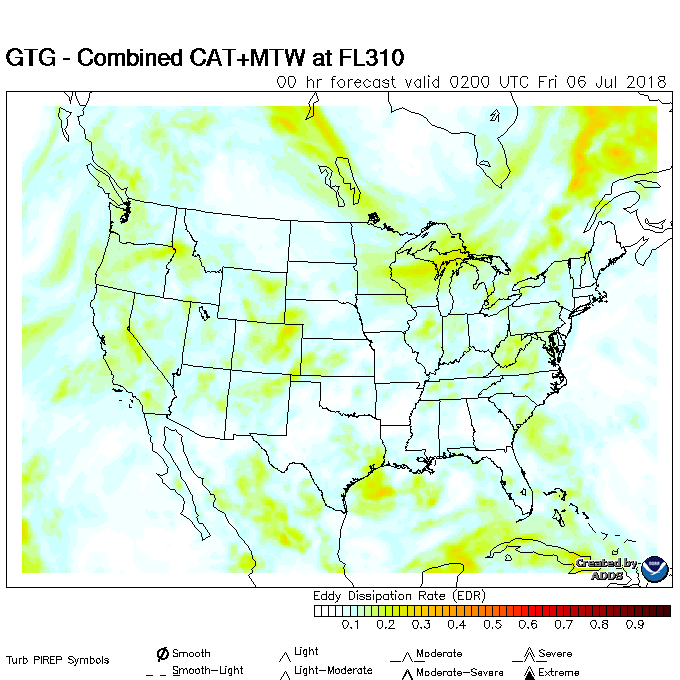 GTG - Combined CAT+MTW at FL310
00 hr forecast valid 0200 UTC Fri 06 Jul 2018
Created by
ADDS
Eddy Dissipation Rate (EDR)
0.1 0.2 0.3 0.4 0.5 0.6 0.7 0.8 0.9
Turb PIREP Symbols
Smooth Light Moderate Severe
Smooth-Light Light-Moderate Moderate-Severe Extreme